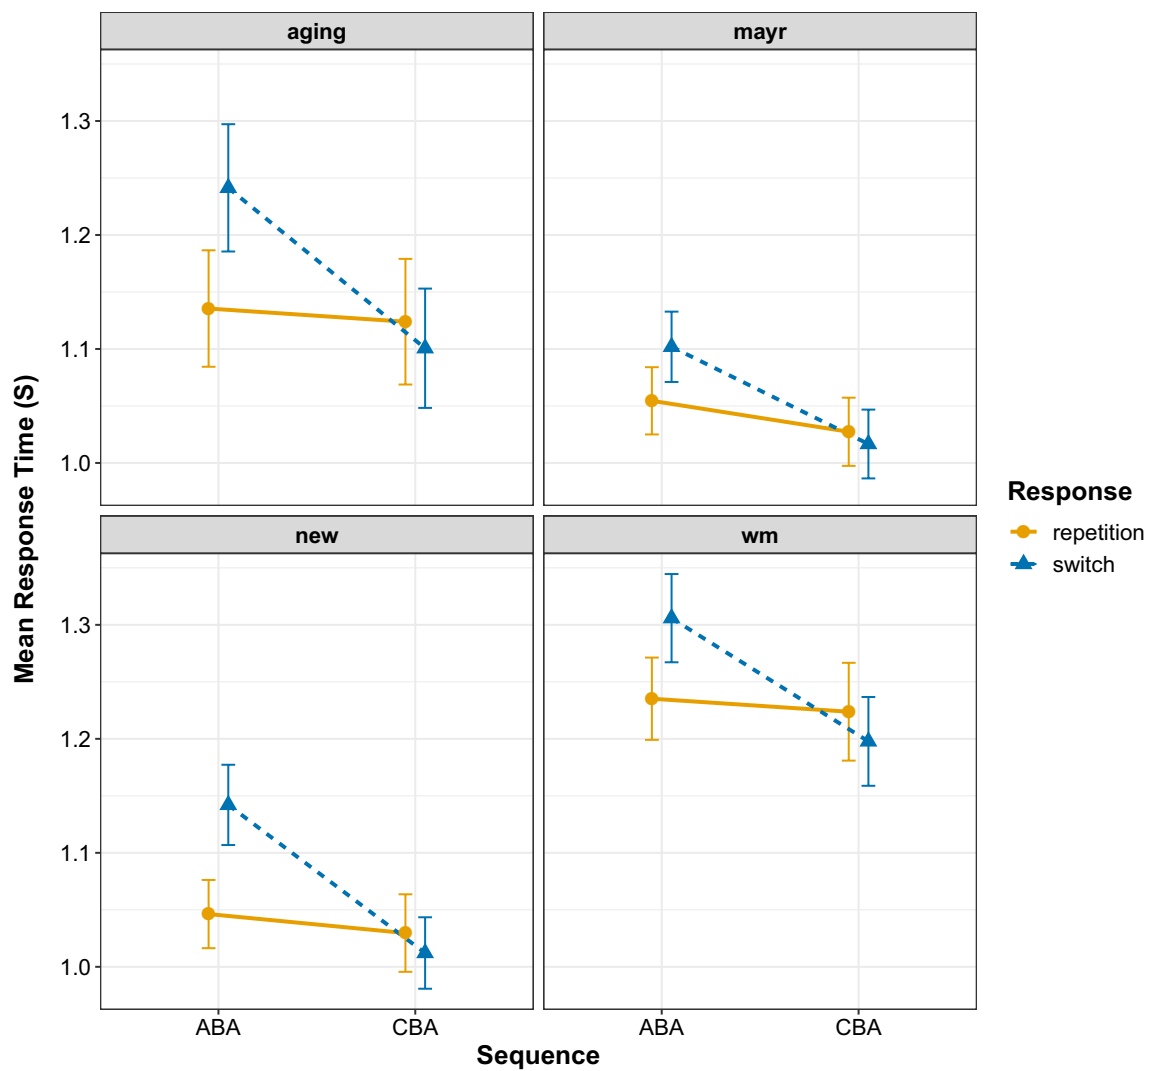 aging
mayr
1.3
1.2
1.1
1.0
new
wm
1.3
1.2
1.1
1.0
ABA
CBA
ABA
CBA
Sequence
Mean Response Time (S)
Response
repetition
switch